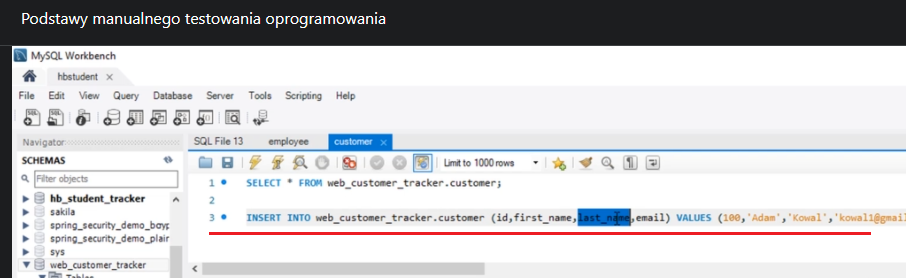 Podstawy manualnego testowania oprogramowania
MySQL Workbench
hbstudent ×
File Edit View Query Database Server Tools Scripting Help
Navigator
SQL File 13 employee customer ×
SCHEMAS
Limit to 1000 rows
Filter objects
1 SELECT * FROM web_customer_tracker.customer;
hb_student_tracker
2
sakila
3 INSERT INTO web_customer_tracker.customer (id,first_name,last_name,email) VALUES (100,'Adam','Kowal','kowal1@gmail
spring_security_demo_bcyp
spring_security_demo_plair
sys
web_customer_tracker
Tables